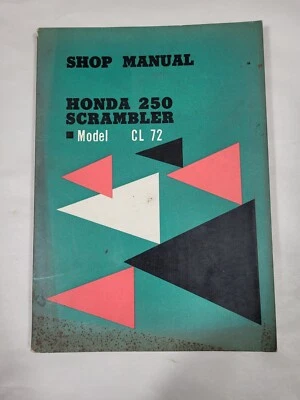 SHOP MANUAL
HONDA 250
SCRAMBLER
Model CL 72